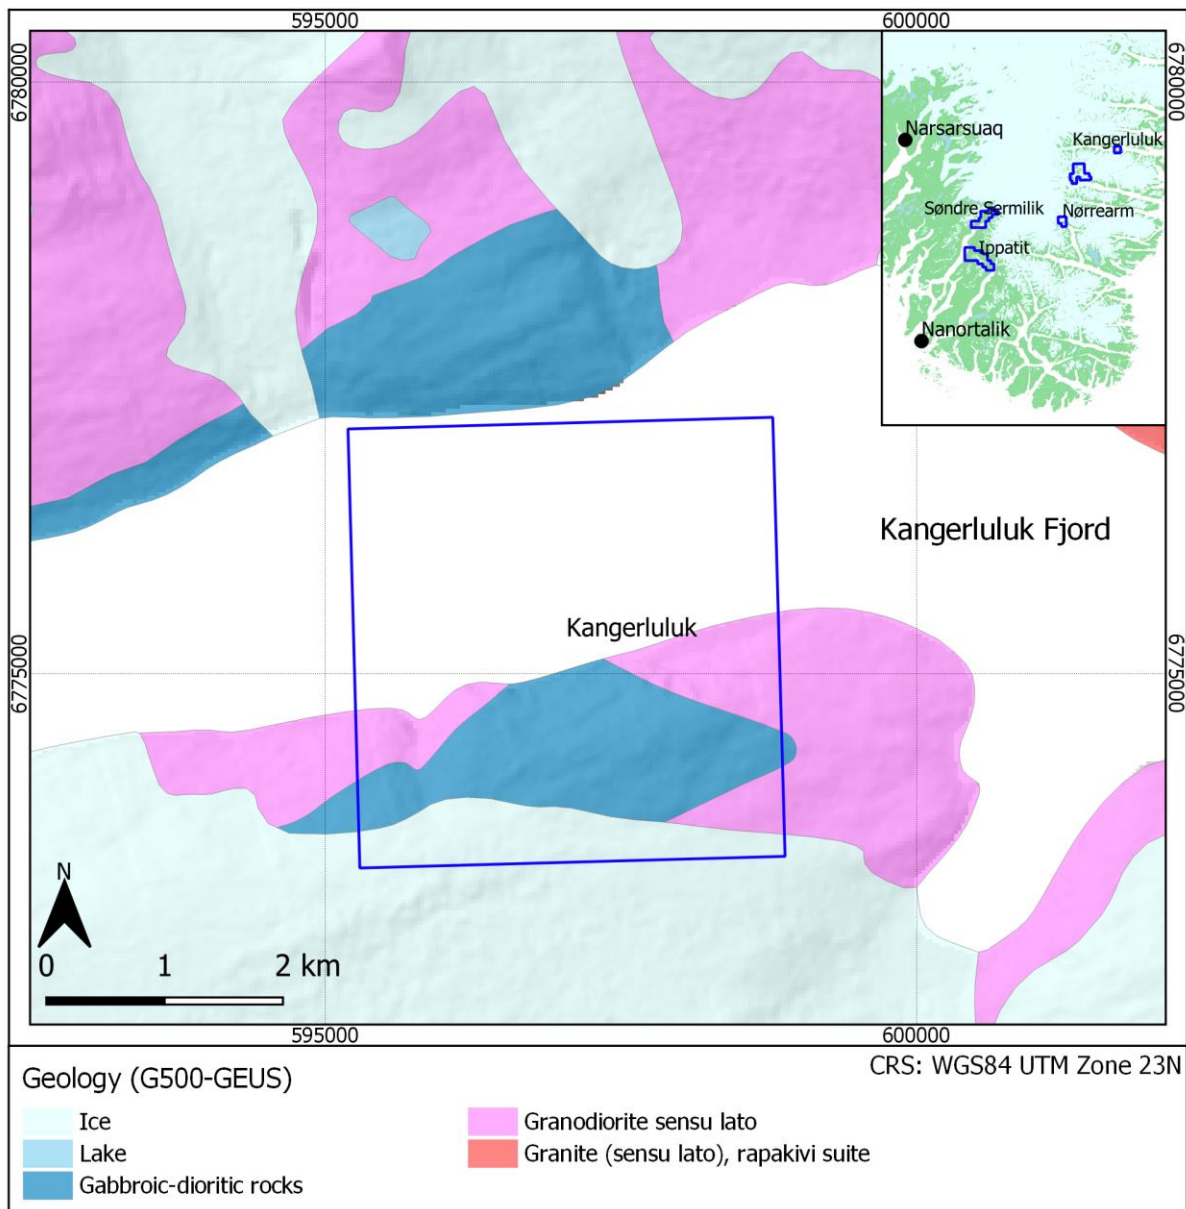 595000
600000
6780000
6780000
Narsarsuaq
Kangerluluk
Søndre Sermilik
Nørrearm
Ippatit
Nanortalik
Kangerluluk Fjord
Kangerluluk
6775000
6775000
N
0 1 2 km
595000
600000
CRS: WGS84 UTM Zone 23N
Geology (G500-GEUS)
Ice
Lake
Gabbroic-dioritic rocks
Granodiorite sensu lato
Granite (sensu lato), rapakivi suite